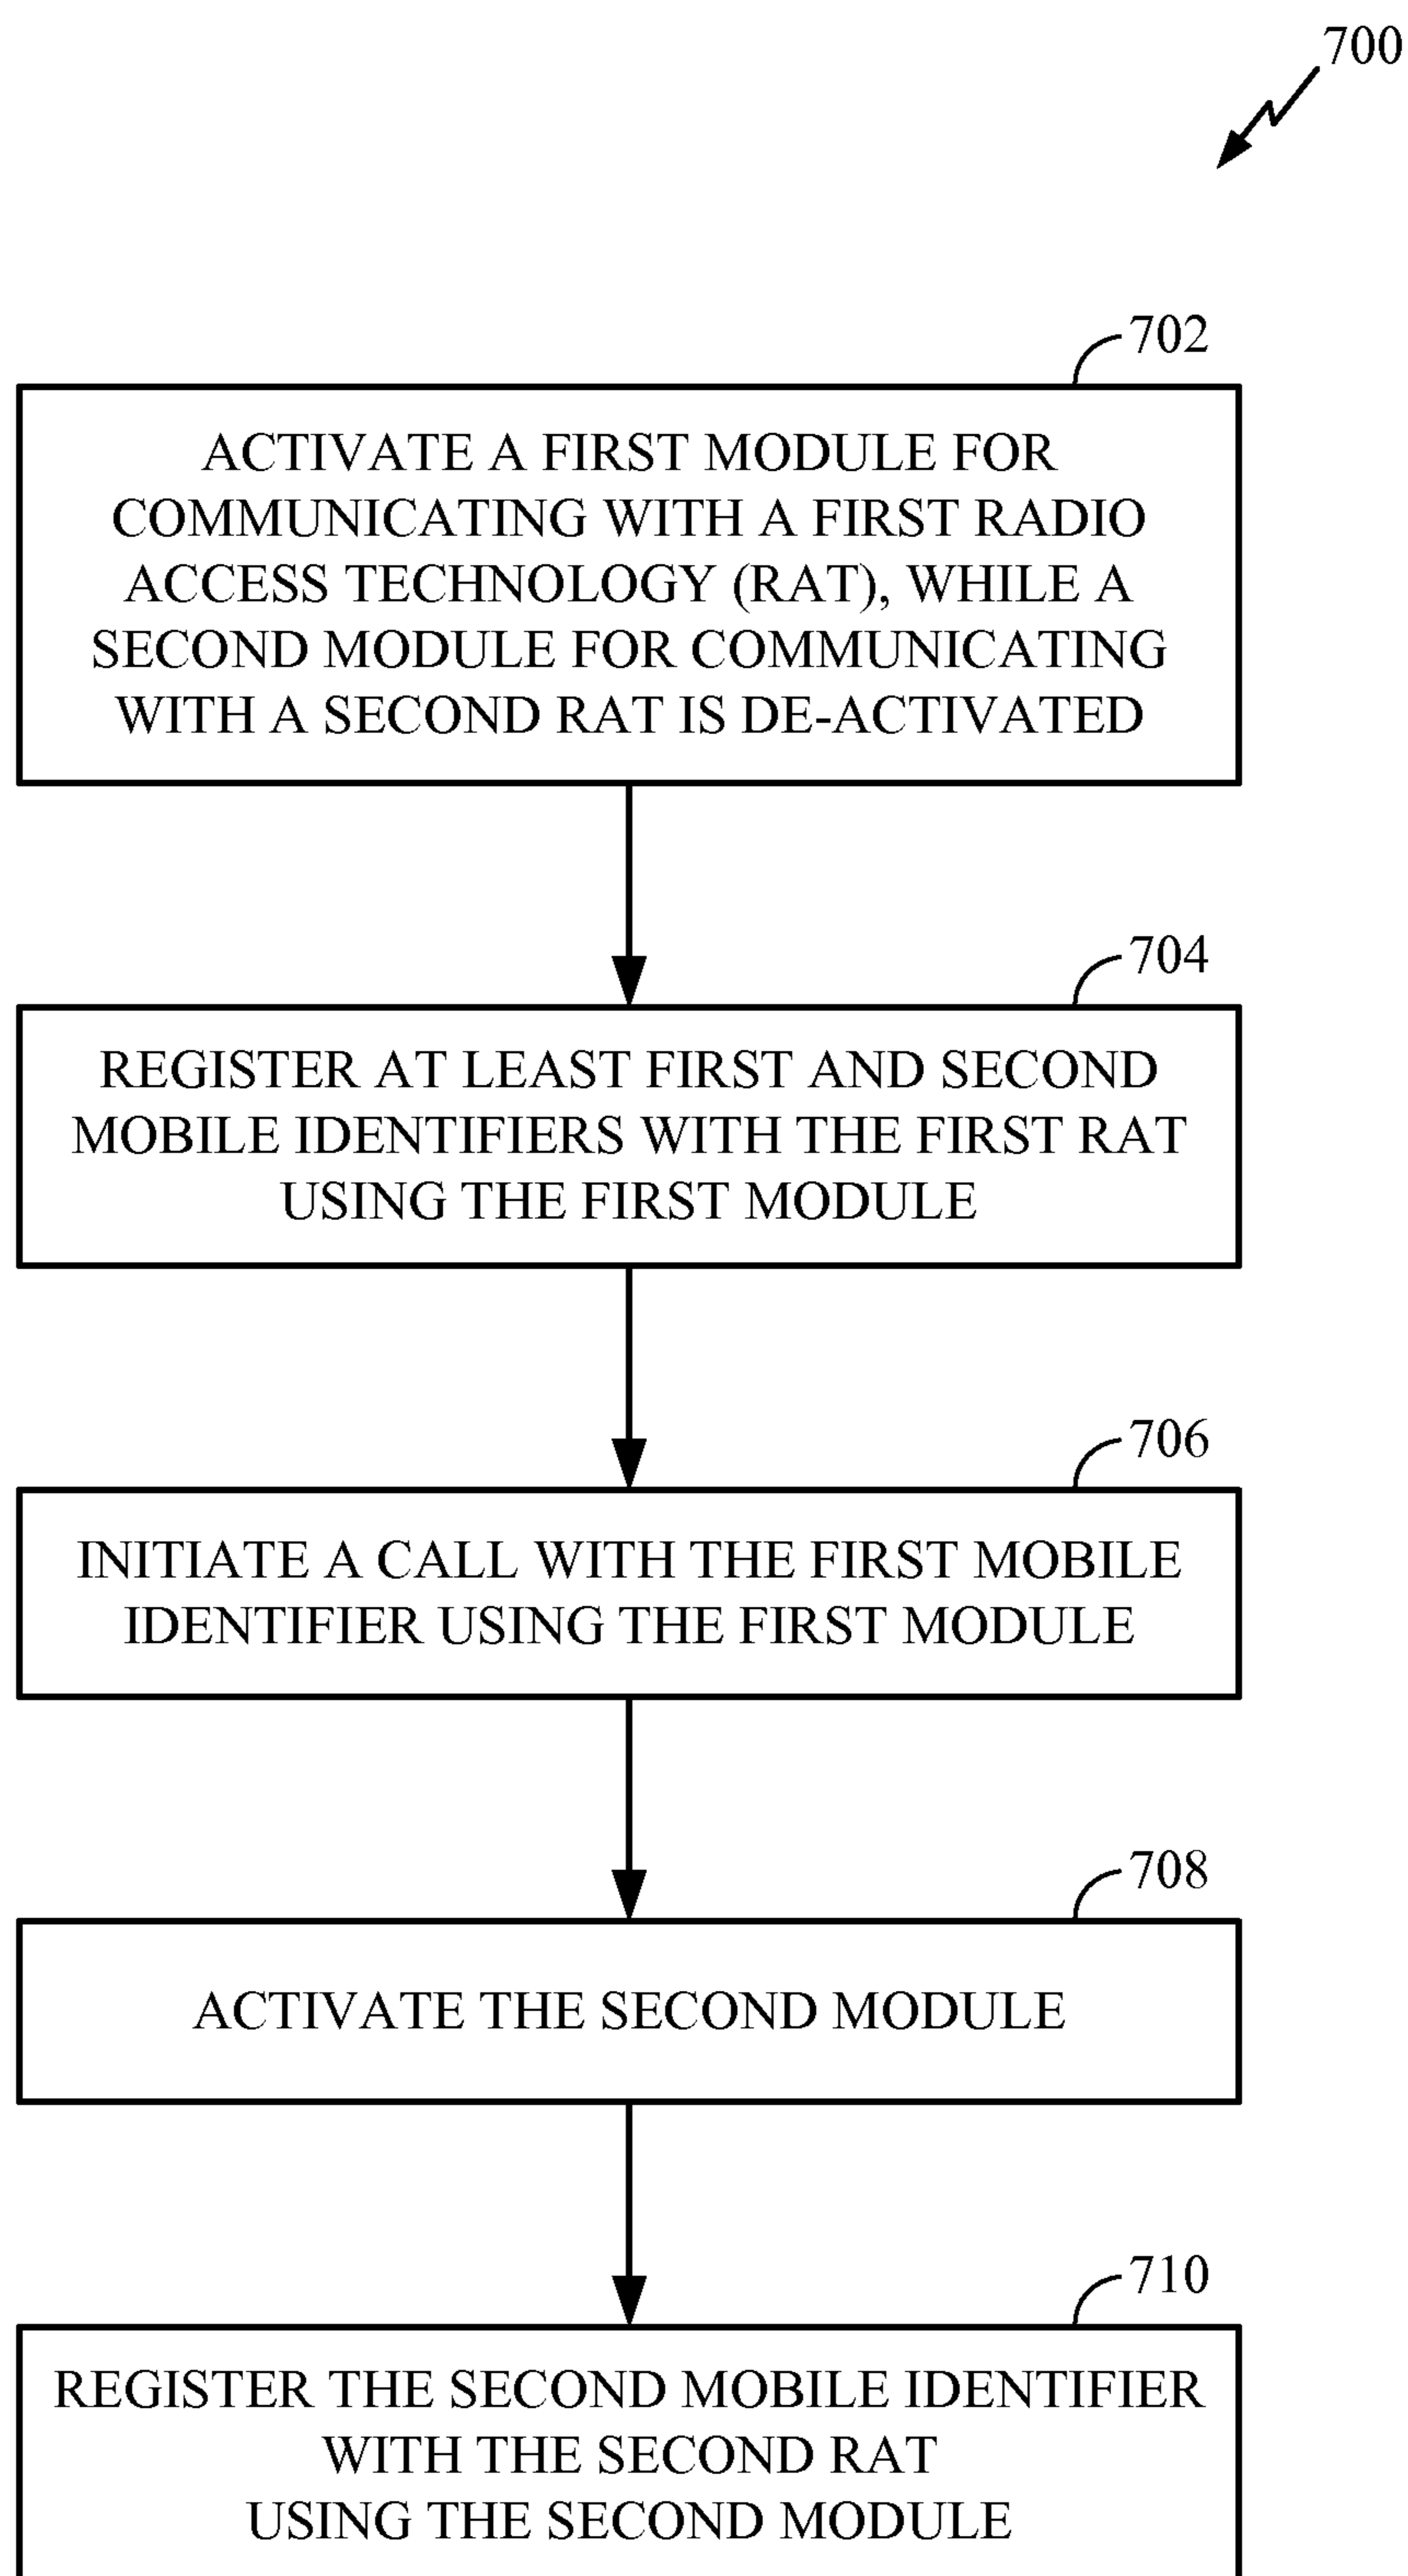 700
702
ACTIVATE A FIRST MODULE FOR
COMMUNICATING WITH A FIRST RADIO
ACCESS TECHNOLOGY (RAT), WHILE A
SECOND MODULE FOR COMMUNICATING
WITH A SECOND RAT IS DE-ACTIVATED
704
REGISTER AT LEAST FIRST AND SECOND
MOBILE IDENTIFIERS WITH THE FIRST RAT
USING THE FIRST MODULE
706
INITIATE A CALL WITH THE FIRST MOBILE
IDENTIFIER USING THE FIRST MODULE
708
ACTIVATE THE SECOND MODULE
710
REGISTER THE SECOND MOBILE IDENTIFIER
WITH THE SECOND RAT
USING THE SECOND MODULE